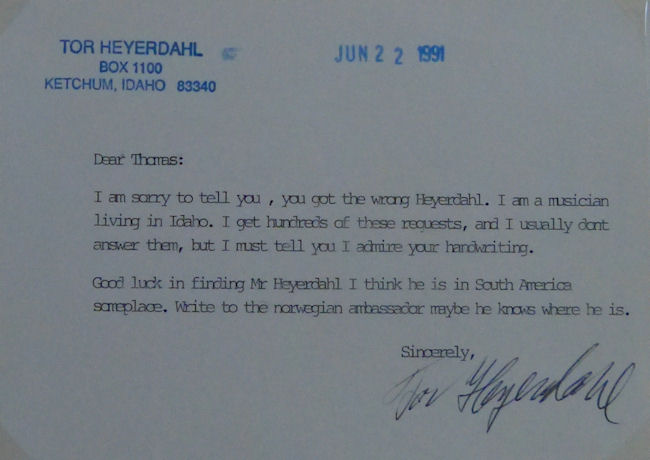 TOR HEYERDAHL
BOX 1100
KETCHUM, IDAHO 83340
JUN 22 1991
Dear Thomas:
I am sorry to tell you , you got the wrong Heyerdahl. I am a musician
living in Idaho. I get hundreds of these requests, and I usually dont
answer them, but I must tell you I admire your handwriting.
Good luck in finding Mr Heyerdahl I think he is in South America
someplace. Write to the norwegian ambassador maybe he knows where he is.
Sincerely,
Tor Heyerdahl